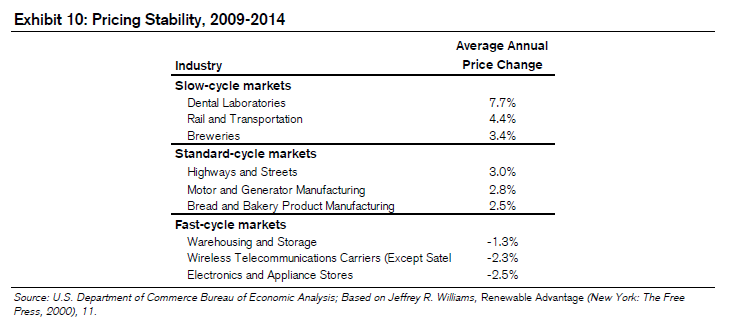 Exhibit 10: Pricing Stability, 2009-2014
Average Annual
Industry Price Change
Slow-cycle markets
Dental Laboratories 7.7%
Rail and Transportation 4.4%
Breweries 3.4%
Standard-cycle markets
Highways and Streets 3.0%
Motor and Generator Manufacturing 2.8%
Bread and Bakery Product Manufacturing 2.5%
Fast-cycle markets
Warehousing and Storage -1.3%
Wireless Telecommunications Carriers (Except Satel -2.3%
Electronics and Appliance Stores -2.5%
Source: U.S. Department of Commerce Bureau of Economic Analysis; Based on Jeffrey R. Williams, Renewable Advantage (New York: The Free
Press, 2000), 11.